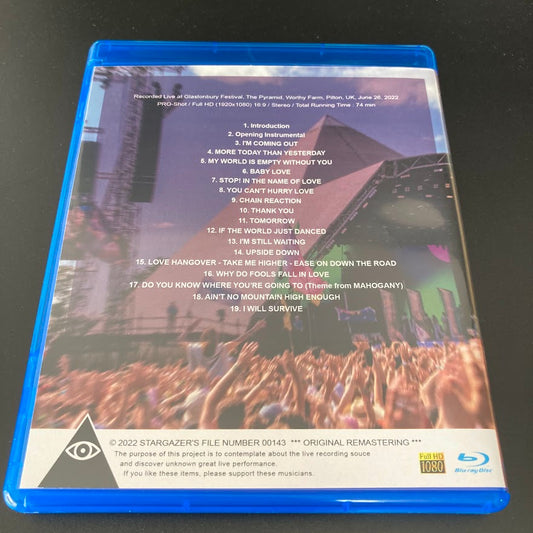 Recorded Live at Glastonbury Festival, The Pyramid, Worthy Farm, Pilton, UK, June 26, 2022
PRO-Shot / Full HD (1920x1080) 16:9 / Stereo / Total Running Time : 74 min
1. Introduction
2. Opening Instrumental
3. I'M COMING OUT
4. MORE TODAY THAN YESTERDAY
5. MY WORLD IS EMPTY WITHOUT YOU
6. BABY LOVE
7. STOP! IN THE NAME OF LOVE
8. YOU CAN'T HURRY LOVE
9. CHAIN REACTION
10. THANK YOU
11. TOMORROW
12. IF THE WORLD JUST DANCED
13. I'M STILL WAITING
14. UPSIDE DOWN
15. LOVE HANGOVER - TAKE ME HIGHER - EASE ON DOWN THE ROAD
16. WHY DO FOOLS FALL IN LOVE
17. DO YOU KNOW WHERE YOU'RE GOING TO (Theme from MAHOGANY)
18. AIN'T NO MOUNTAIN HIGH ENOUGH
19. I WILL SURVIVE
© 2022 STARGAZER'S FILE NUMBER 00143 *** ORIGINAL REMASTERING ***
The purpose of this project is to contemplate about the live recording souce
and discover unknown great live performance.
If you like these items, please support these musicians.
Full HD
1080
Blu-ray Disc